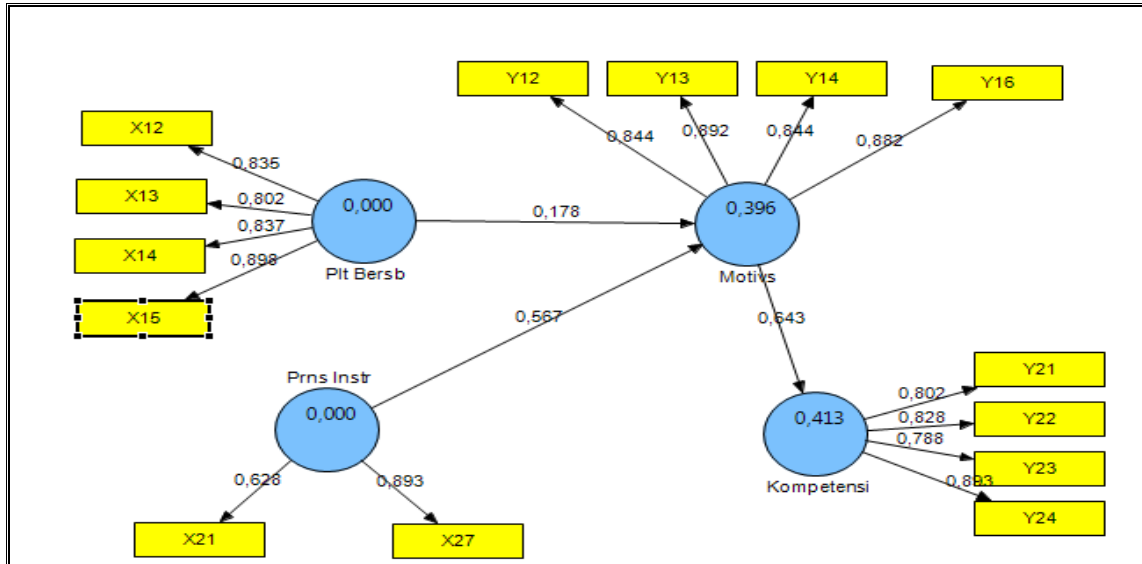 Y12
Y13
Y14
Y16
0,844
0,892
0,844
0,882
X12
X13
X14
X15
0,835
0,802
0,837
0,898
0,000
Plt Bersb
0,178
0,396
Motivs
0,567
0,643
Prns Instr
0,000
0,628
0,893
X21
X27
0,413
Kompetensi
0,802
0,828
0,788
0,893
Y21
Y22
Y23
Y24